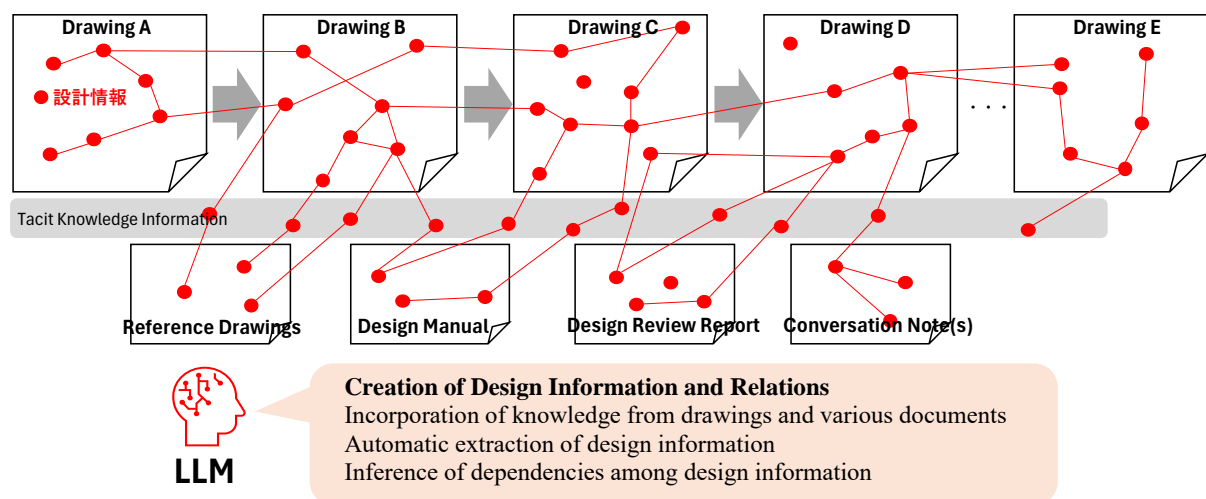 Drawing A
Drawing B
Drawing C
Drawing D
Drawing E
設計情報
. . .
Tacit Knowledge Information
Reference Drawings
Design Manual
Design Review Report
Conversation Note(s)
Creation of Design Information and Relations
Incorporation of knowledge from drawings and various documents
Automatic extraction of design information
Inference of dependencies among design information
LLM